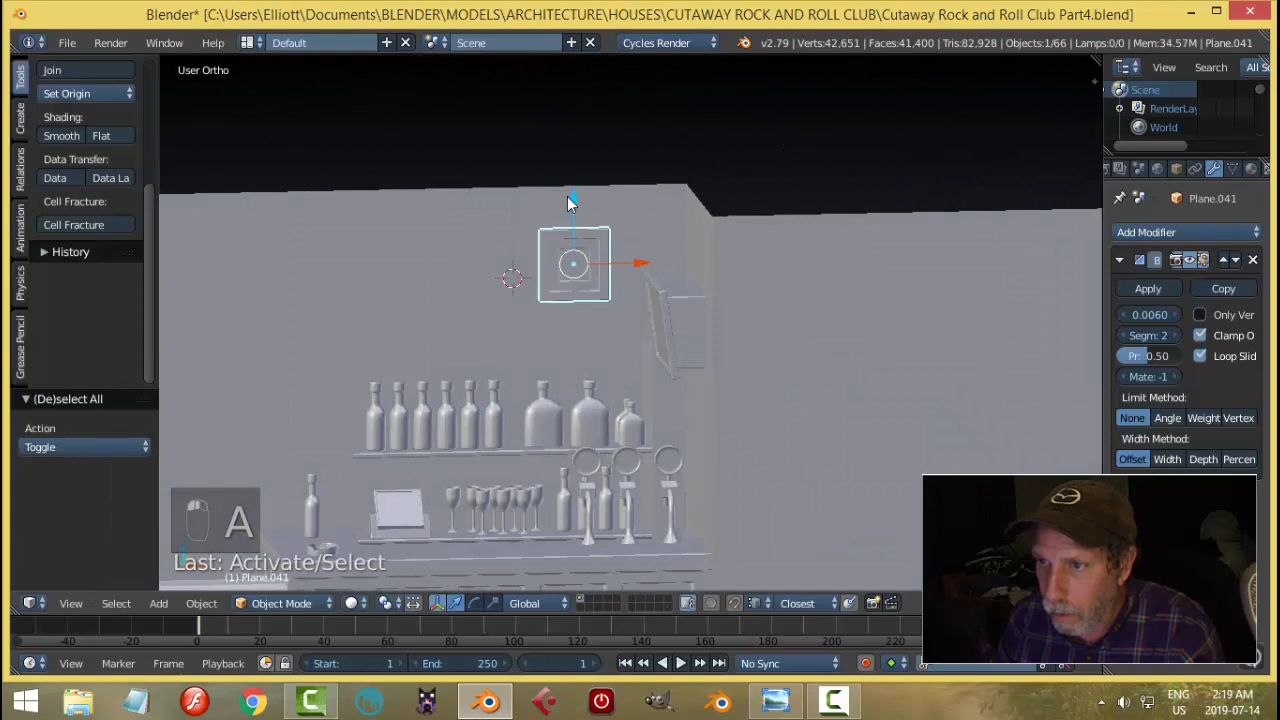 Blender* [C:\Users\Elliott\Documents\BLENDER\MODELS\ARCHITECTURE\HOUSES\CUTAWAY ROCK AND ROLL CLUB\Cutaway Rock and Roll Club Part4.blend]
File Render Window Help Default Scene Cycles Render v2.79 | Verts:42,651 | Faces:41,400 | Tris:82,928 | Objects:1/66 | Lamps:0/0 | Mem:34.57M | Plane.041
Tools
Create
Relations
Animation
Physics
Grease Pencil
Join
Set Origin
Shading:
Smooth Flat
Data Transfer:
Data Data La
Cell Fracture:
Cell Fracture
History
(De)select All
Action
Toggle
User Ortho
A
Last: Activate/Select
(1) Plane.041
View Search All Sc
Scene
RenderLay
World
Plane.041
Add Modifier
B
Apply Copy
0.0060 Only Ver
Segm: 2 Clamp O
Pr: 0.50 Loop Slid
Mate: -1
Limit Method:
None Angle Weight Vertex
Width Method:
Offset Width Depth Percen
View Select Add Object Object Mode Global Closest
-40 -20 0 20 40 60 80 100 120 140 160 180 200 220
View Marker Frame Playback Start: 1 End: 250 1 No Sync
ENG
US
2:19 AM
2019-07-14